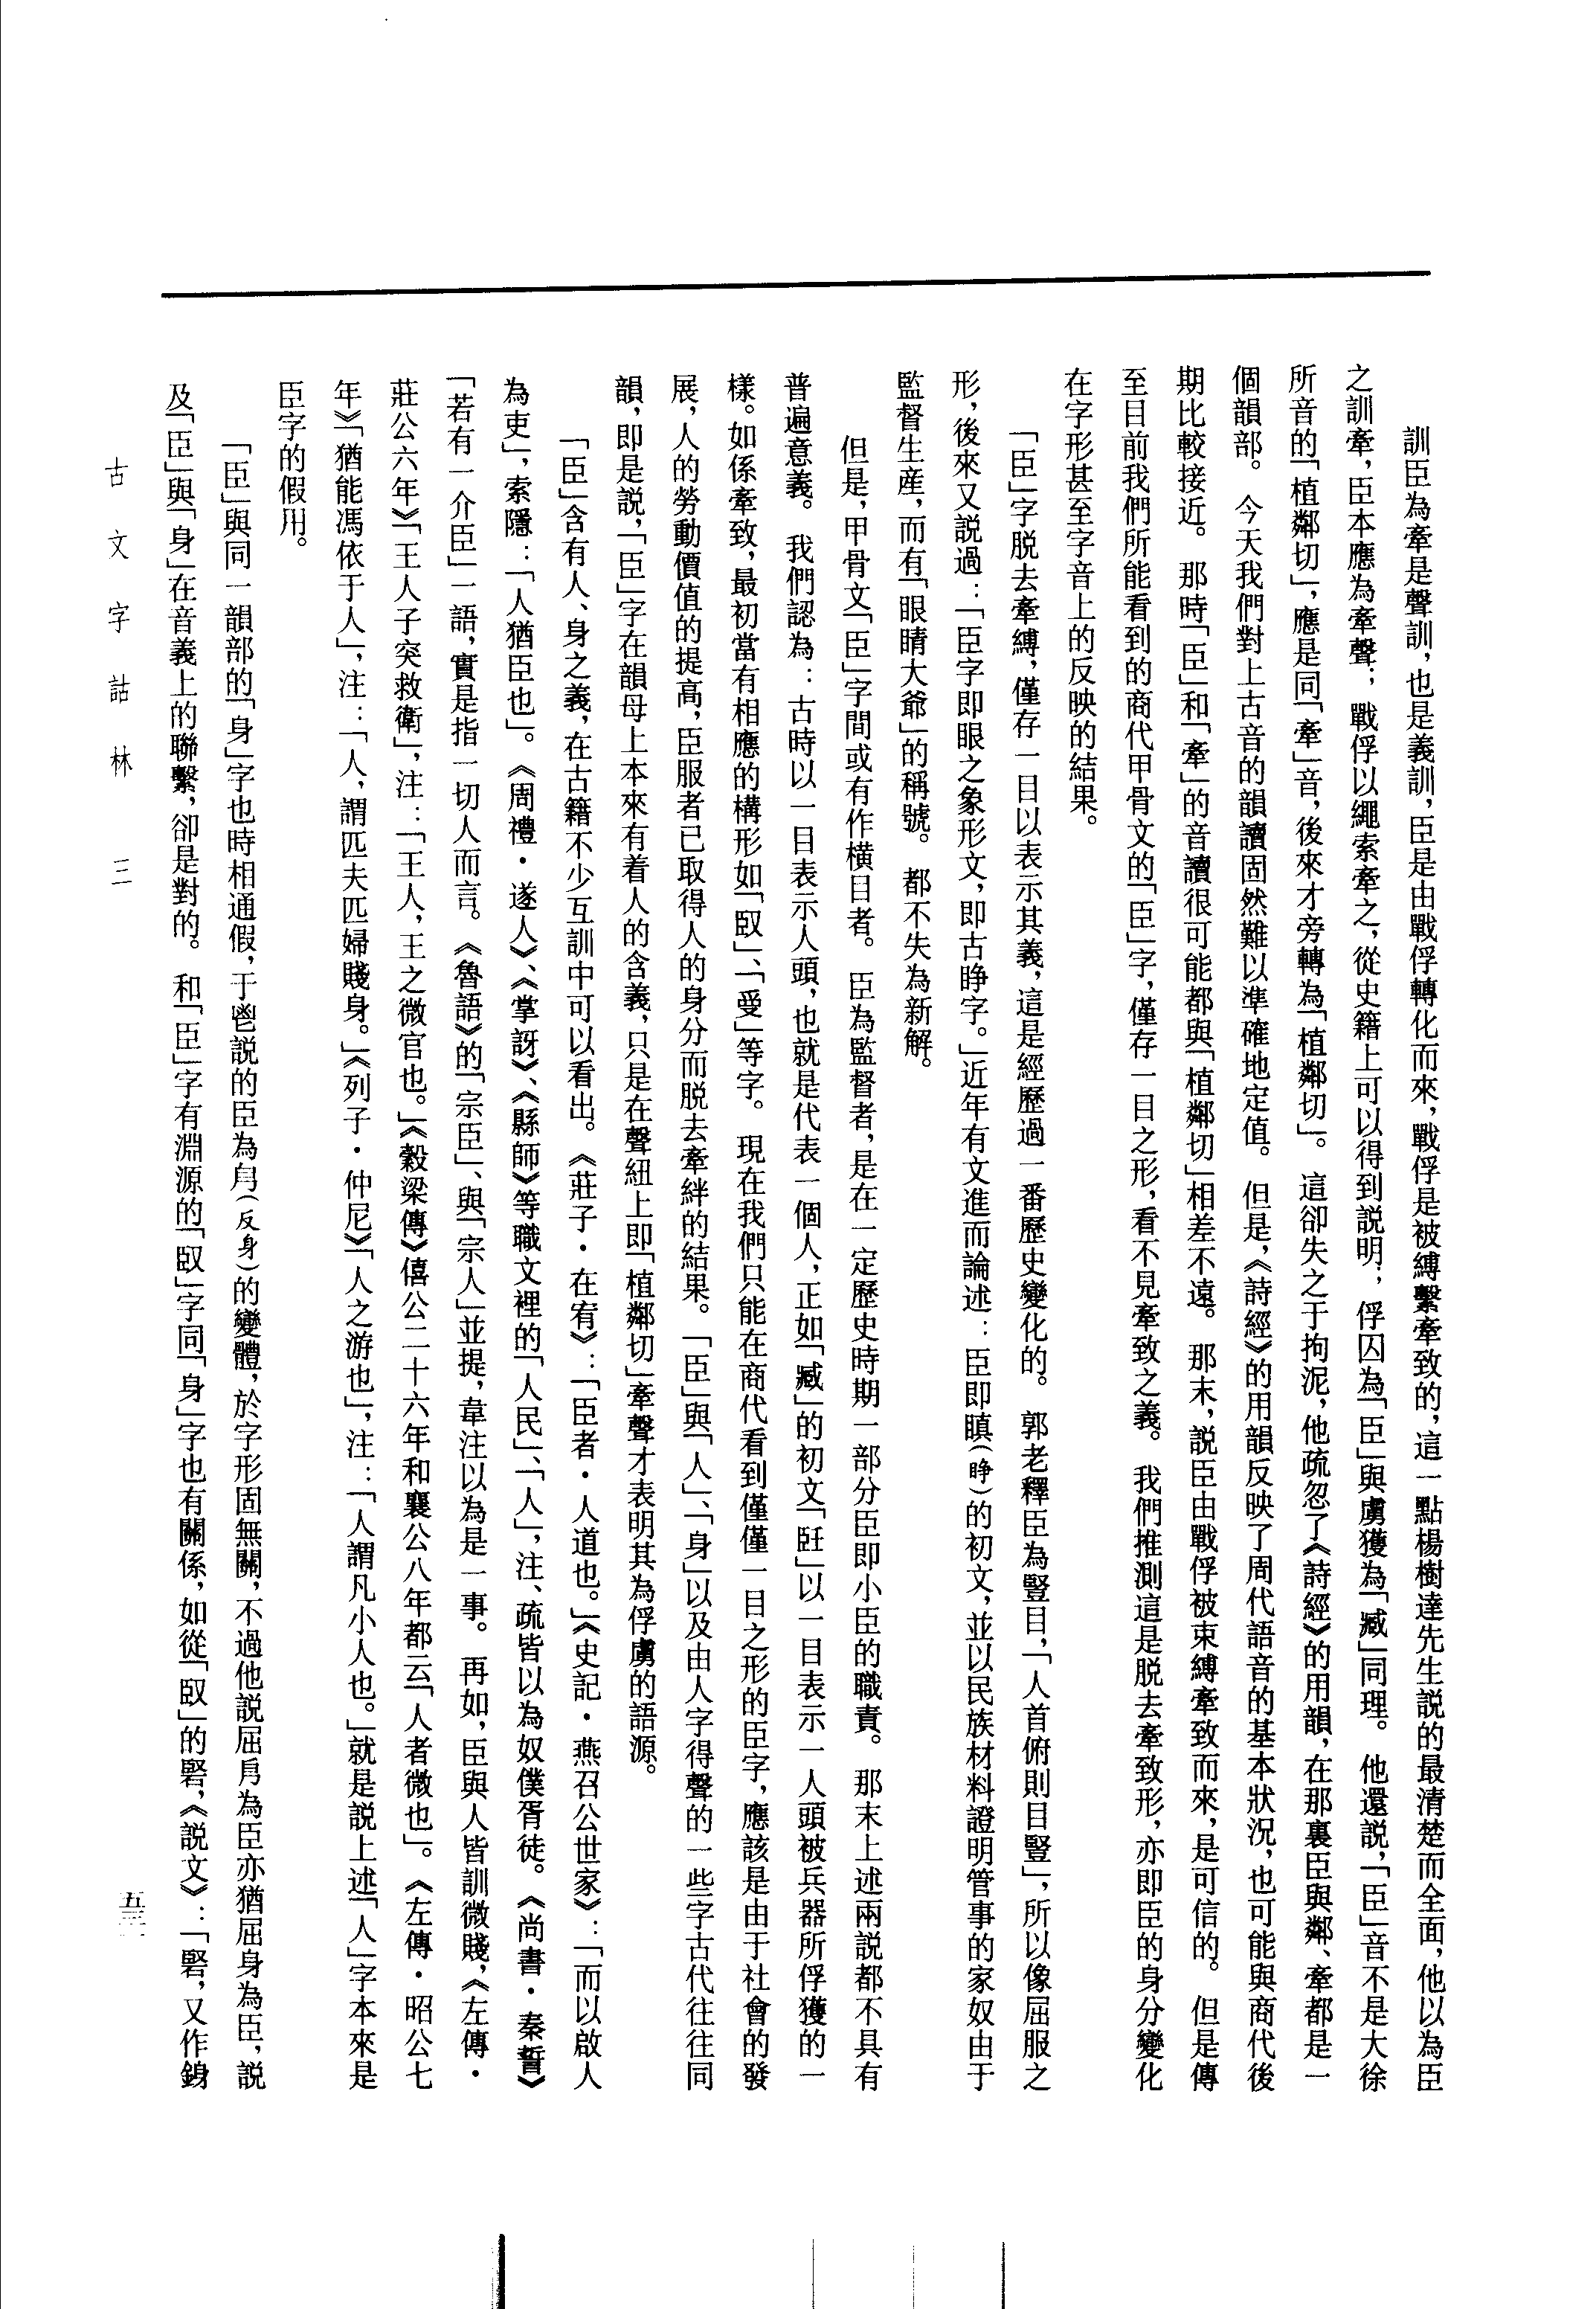 訓臣為牽是聲訓，也是義訓，臣是由戰俘轉化而來，戰俘是被縛繫牽致的，這一點楊樹達先生説的最清楚而全面，他以為臣
之訓牽，臣本應為牽聲；戰俘以繩索牽之，從史籍上可以得到説明；俘囚為「臣」與虜獲為「臧」同理。他還説，「臣」音不是大徐
所音的「植鄰切」，應是同「牽」音，後來才旁轉為「植鄰切」。這卻失之于拘泥，他疏忽了《詩經》的用韻，在那裏臣與鄰、牽都是一
個韻部。今天我們對上古音的韻讀固然難以準確地定值。但是，《詩經》的用韻反映了周代語音的基本狀況，也可能與商代後
期比較接近。那時「臣」和「牽」的音讀很可能都與「植鄰切」相差不遠。那末，説臣由戰俘被束縛牽致而來，是可信的。但是傳
至目前我們所能看到的商代甲骨文的「臣」字，僅存一目之形，看不見牽致之義。我們推測這是脱去牽致形，亦即臣的身分變化
在字形甚至字音上的反映的結果。
「臣」字脱去牽縛，僅存一目以表示其義，這是經歷過一番歷史變化的。郭老釋臣為豎目，「人首俯則目豎」，所以像屈服之
形，後來又説過：「臣字即眼之象形文，即古睜字。」近年有文進而論述：臣即瞋（睜）的初文，並以民族材料證明管事的家奴由于
監督生産，而有「眼睛大爺」的稱號。都不失為新解。
但是，甲骨文「臣」字間或有作横目者。臣為監督者，是在一定歷史時期一部分臣即小臣的職責。那末上述兩説都不具有
普遍意義。我們認為：古時以一目表示人頭，也就是代表一個人，正如「臧」的初文「臤」以一目表示一人頭被兵器所俘獲的一
樣。如係牽致，最初當有相應的構形如「臤」、「受」等字。現在我們只能在商代看到僅僅一目之形的臣字，應該是由于社會的發
展，人的勞動價值的提高，臣服者已取得人的身分而脱去牽絆的結果。「臣」與「人」、「身」以及由人字得聲的一些字古代往往同
韻，即是説，「臣」字在韻母上本來有着人的含義，只是在聲紐上即「植鄰切」牽聲才表明其為俘虜的語源。
「臣」含有人、身之義，在古籍不少互訓中可以看出。《莊子·在宥》：「臣者·人道也。」《史記·燕召公世家》：「而以啟人
為吏」，索隱：「人猶臣也」。《周禮·遂人》、《掌訝》、《縣師》等職文裡的「人民」、「人」，注、疏皆以為奴僕胥徒。《尚書·秦誓》
「若有一介臣」一語，實是指一切人而言。《魯語》的「宗臣」、與「宗人」並提，韋注以為是一事。再如，臣與人皆訓微賤，《左傳·
莊公六年》「王人子突救衛」，注：「王人，王之微官也。」《穀梁傳》僖公二十六年和襄公八年都云「人者微也」。《左傳·昭公七
年》「猶能馮依于人」，注：「人，謂匹夫匹婦賤身。」《列子·仲尼》「人之游也」，注：「人謂凡小人也。」就是説上述「人」字本來是
臣字的假用。
「臣」與同一韻部的「身」字也時相通假，于鬯説的臣為㐆（反身）的變體，於字形固無關，不過他説屈㐆為臣亦猶屈身為臣，説
及「臣」與「身」在音義上的聯繫，卻是對的。和「臣」字有淵源的「臤」字同「身」字也有關係，如從「臤」的䂦，《説文》：「䂦，又作
古文字詁林 三